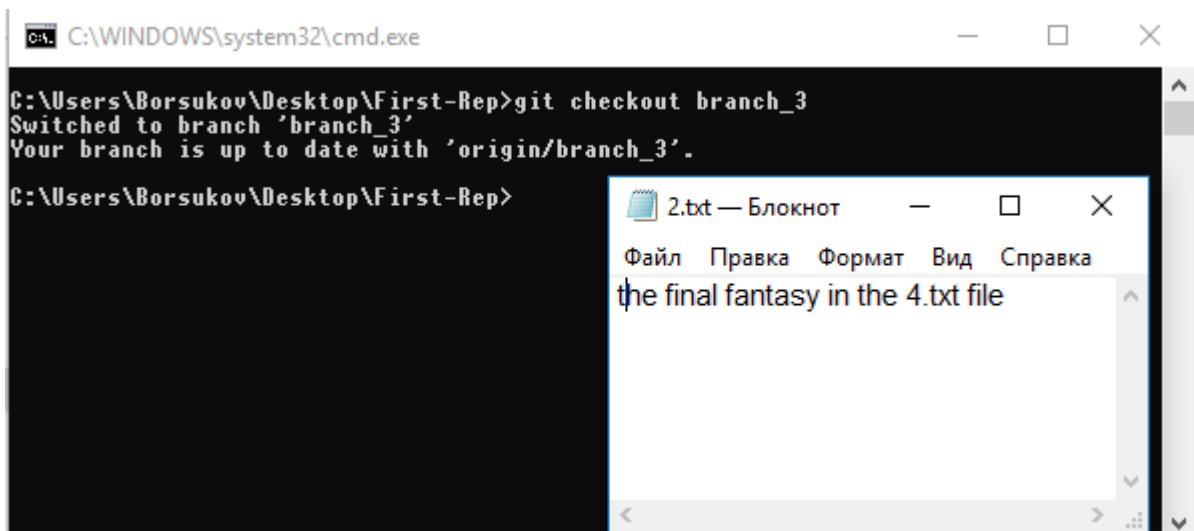 C:\WINDOWS\system32\cmd.exe
C:\Users\Borsukov\Desktop\First-Rep>git checkout branch_3
Switched to branch 'branch_3'
Your branch is up to date with 'origin/branch_3'.
C:\Users\Borsukov\Desktop\First-Rep>
2.txt — Блокнот
Файл Правка Формат Вид Справка
the final fantasy in the 4.txt file